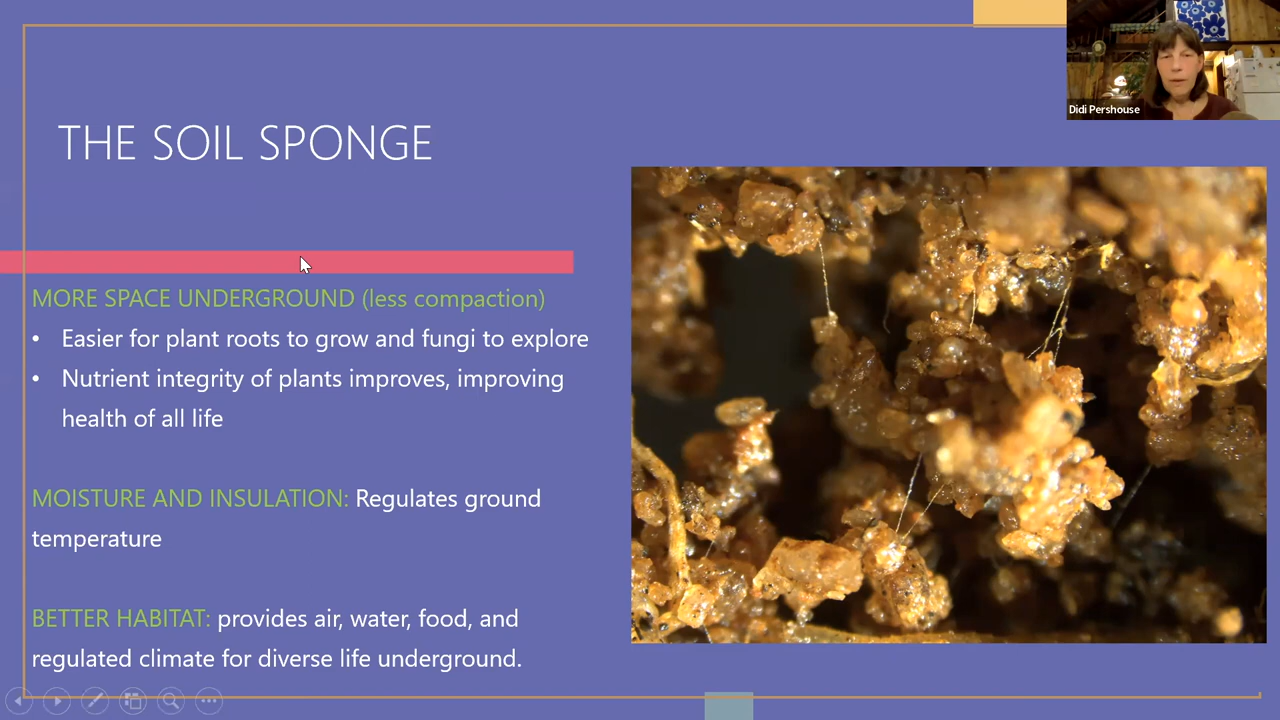 Didi Pershouse
THE SOIL SPONGE
MORE SPACE UNDERGROUND (less compaction)
• Easier for plant roots to grow and fungi to explore
• Nutrient integrity of plants improves, improving
health of all life
MOISTURE AND INSULATION: Regulates ground
temperature
BETTER HABITAT: provides air, water, food, and
regulated climate for diverse life underground.